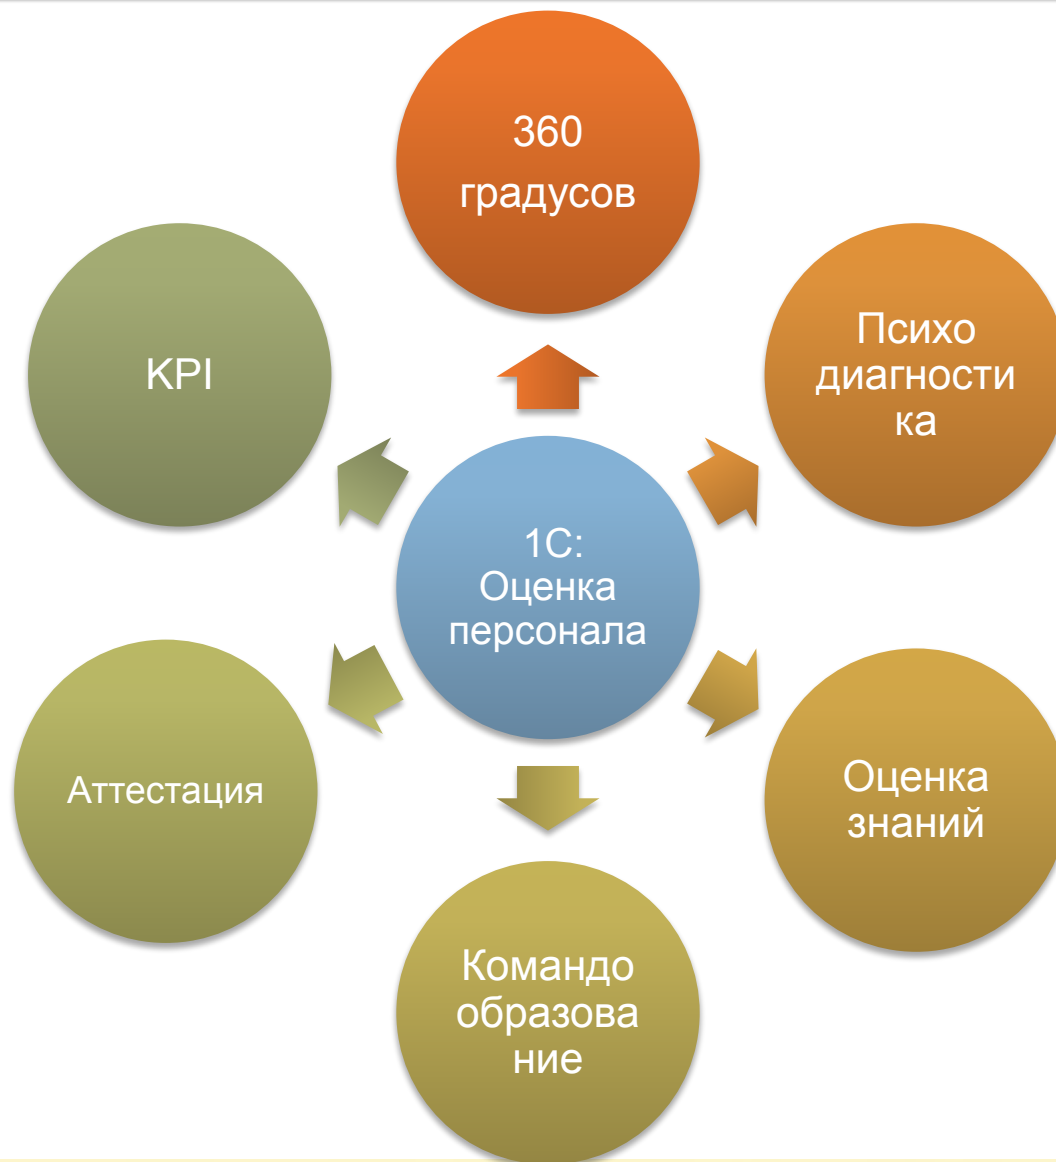 360
градусов
KPI
Психо
диагности
ка
1С:
Оценка
персонала
Аттестация
Оценка
знаний
Командо
образова
ние